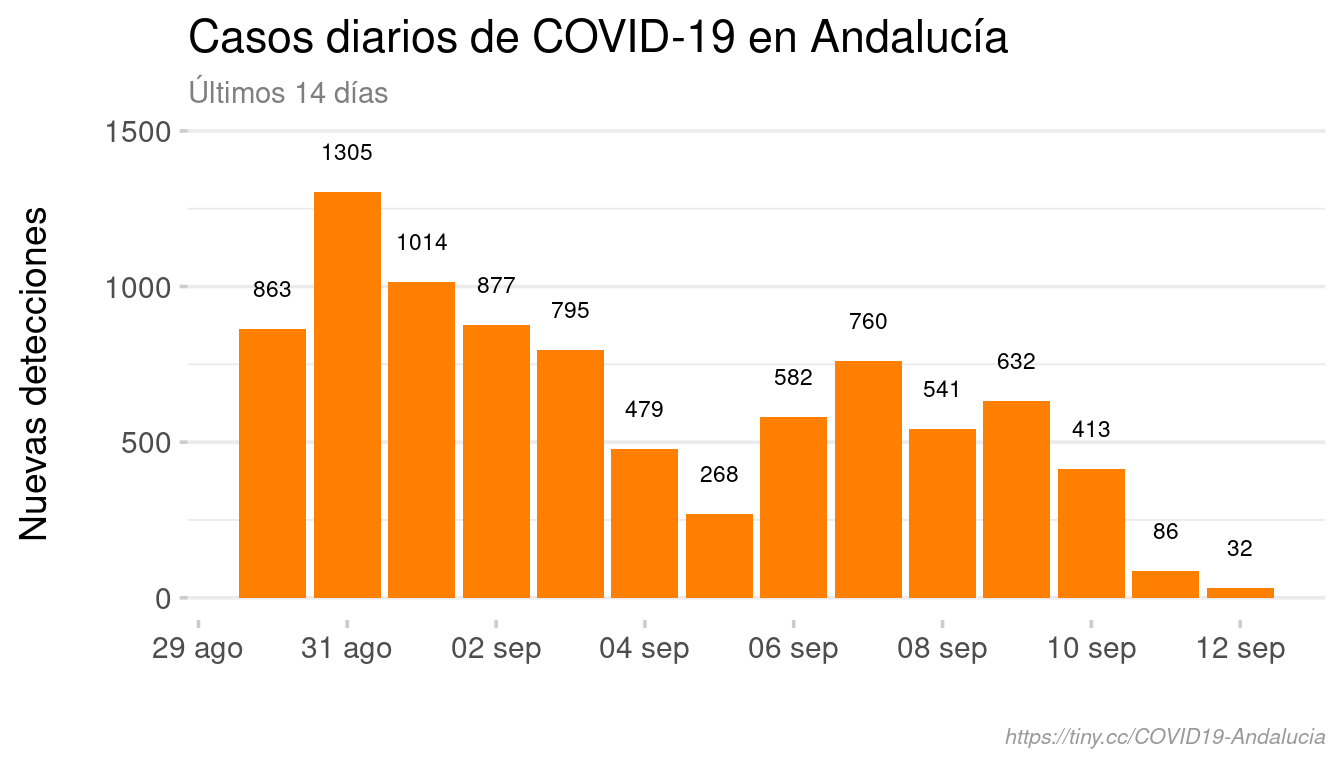 Casos diarios de COVID-19 en Andalucía
Últimos 14 días
Nuevas detecciones
1500
1000
500
0
863
1305
1014
877
795
479
268
582
760
541
632
413
86
32
29 ago
31 ago
02 sep
04 sep
06 sep
08 sep
10 sep
12 sep
https://tiny.cc/COVID19-Andalucia